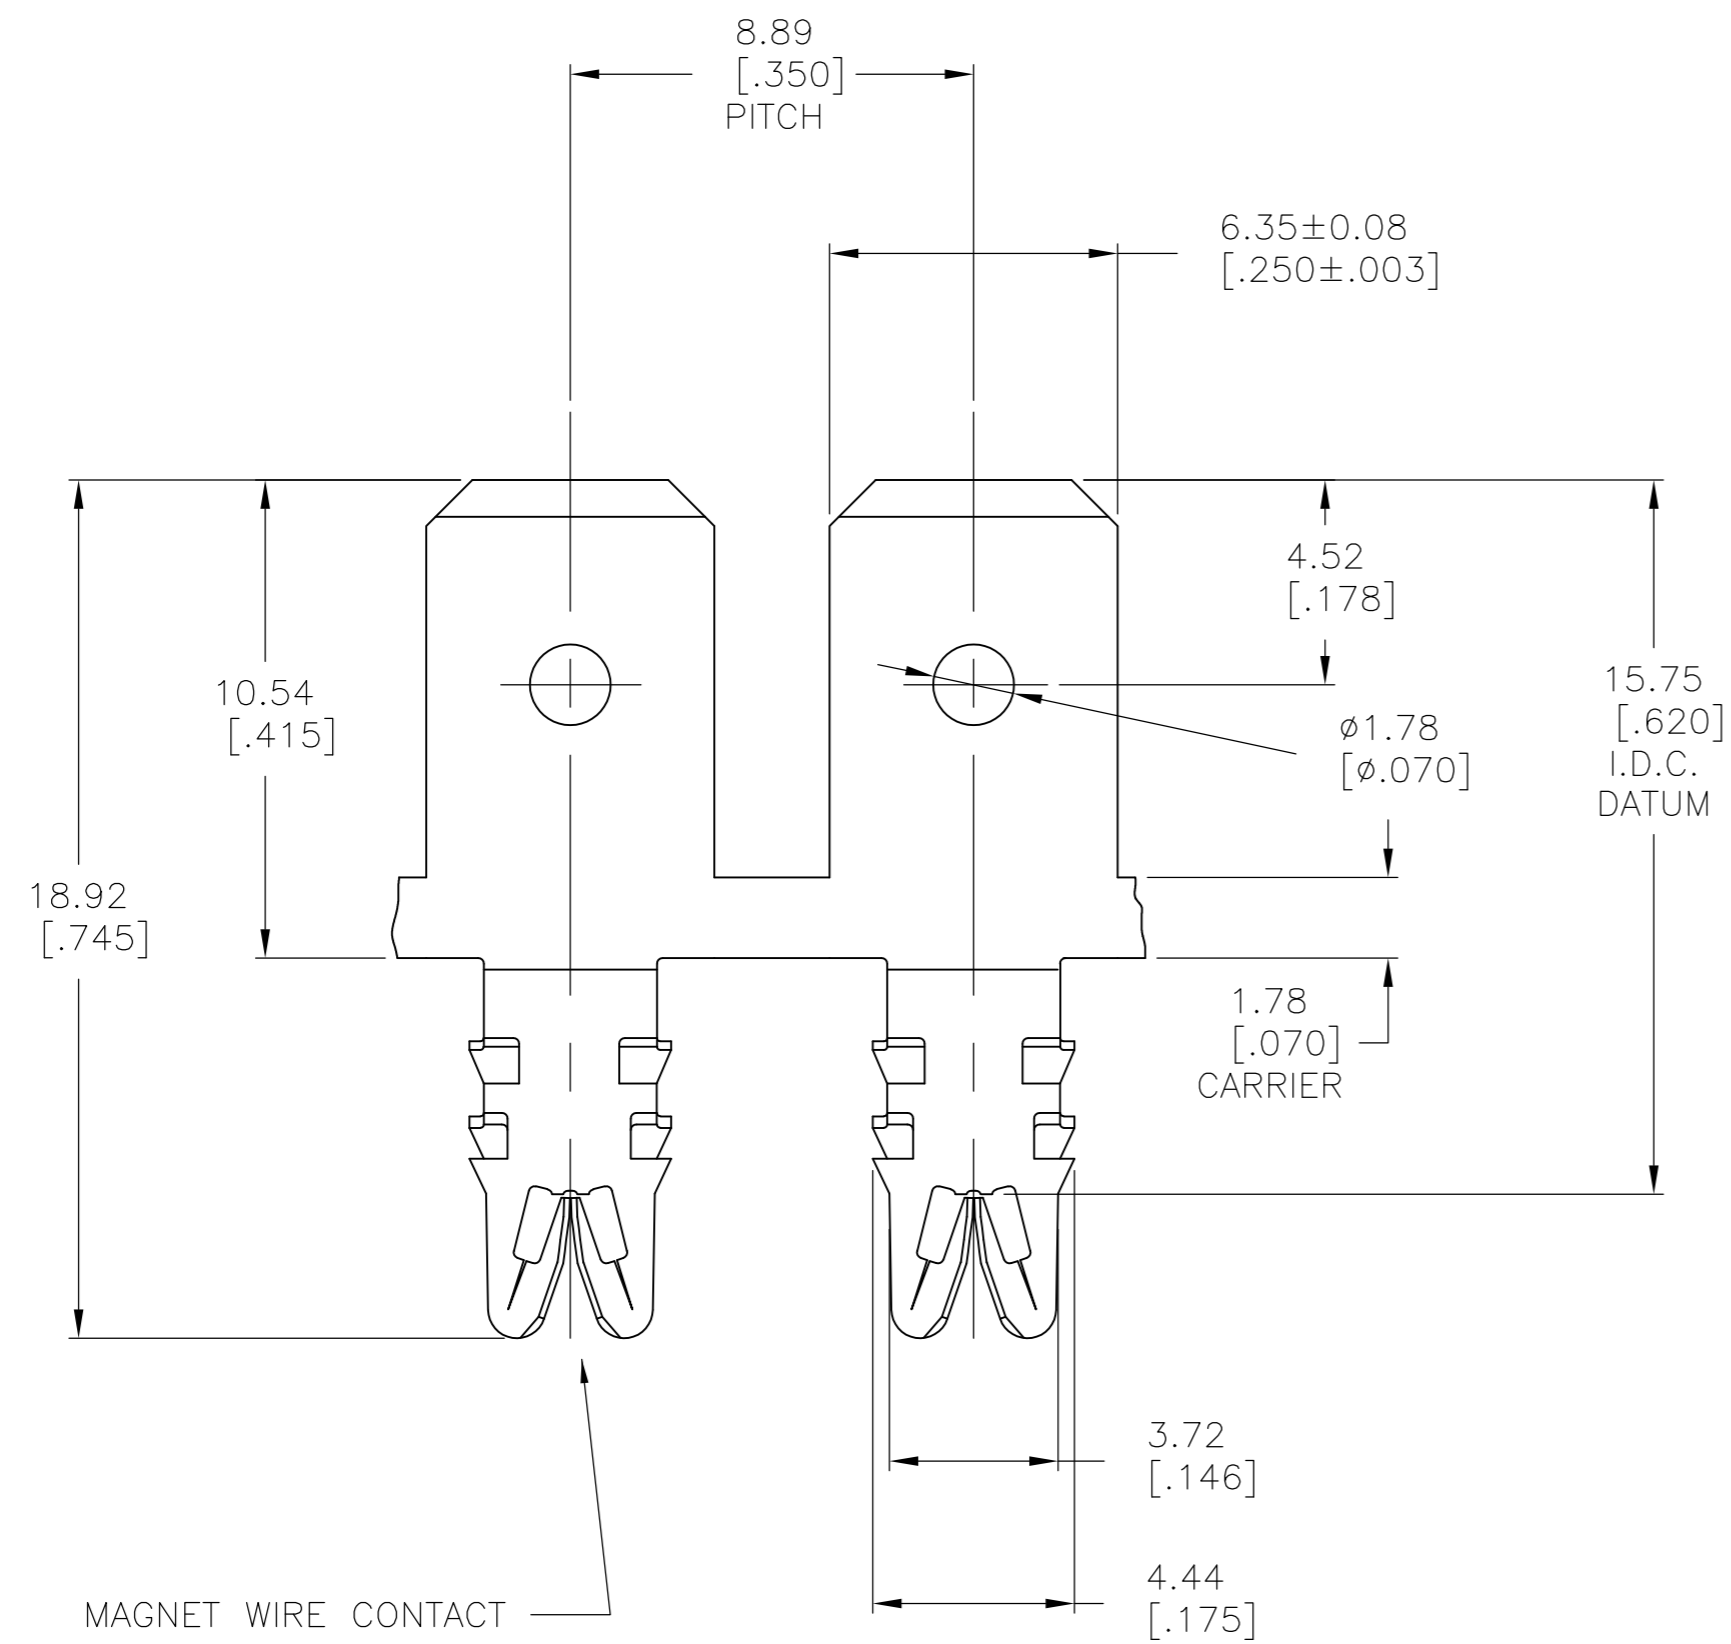 8.89
[.350]
PITCH
6.35±0.08
[.250±.003]
4.52
[.178]
10.54
[.415]
15.75
[.620]
I.D.C.
DATUM
ø1.78
[ø.070]
18.92
[.745]
1.78
[.070]
CARRIER
3.72
[.146]
4.44
[.175]
MAGNET WIRE CONTACT